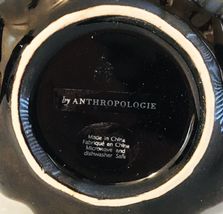 by ANTHROPOLOGIE
Made in China
Fabriqué en Chine
Microwave and
dishwasher Safe